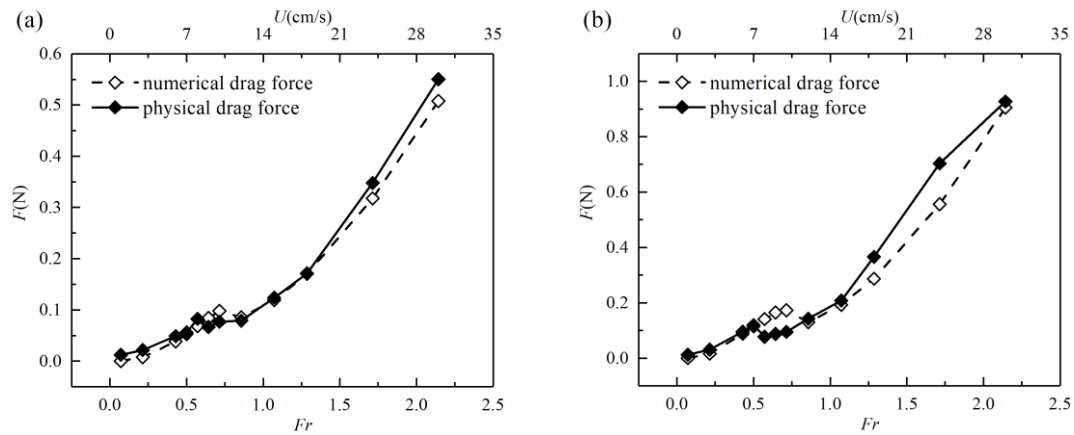 (a)
U(cm/s)
0 7 14 21 28 35
0.6
0.5
0.4
0.3
0.2
0.1
0.0
F(N)
numerical drag force
physical drag force
0.0 0.5 1.0 1.5 2.0 2.5
Fr
(b)
U(cm/s)
0 7 14 21 28 35
1.0
0.8
0.6
0.4
0.2
0.0
F(N)
numerical drag force
physical drag force
0.0 0.5 1.0 1.5 2.0 2.5
Fr